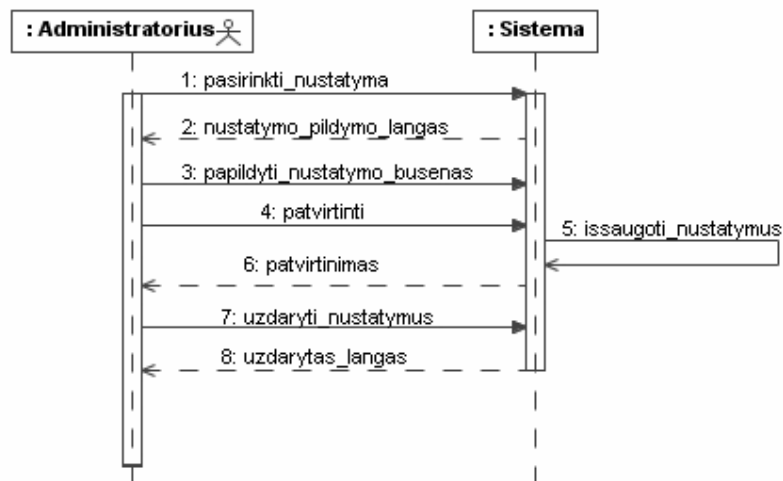 : Administratorius
: Sistema
1: pasirinkti_nustatyma
2: nustatymo_pildymo_langas
3: papildyti_nustatymo_busenas
4: patvirtinti
5: issaugoti_nustatymus
6: patvirtinimas
7: uzdaryti_nustatymus
8: uzdarytas_langas